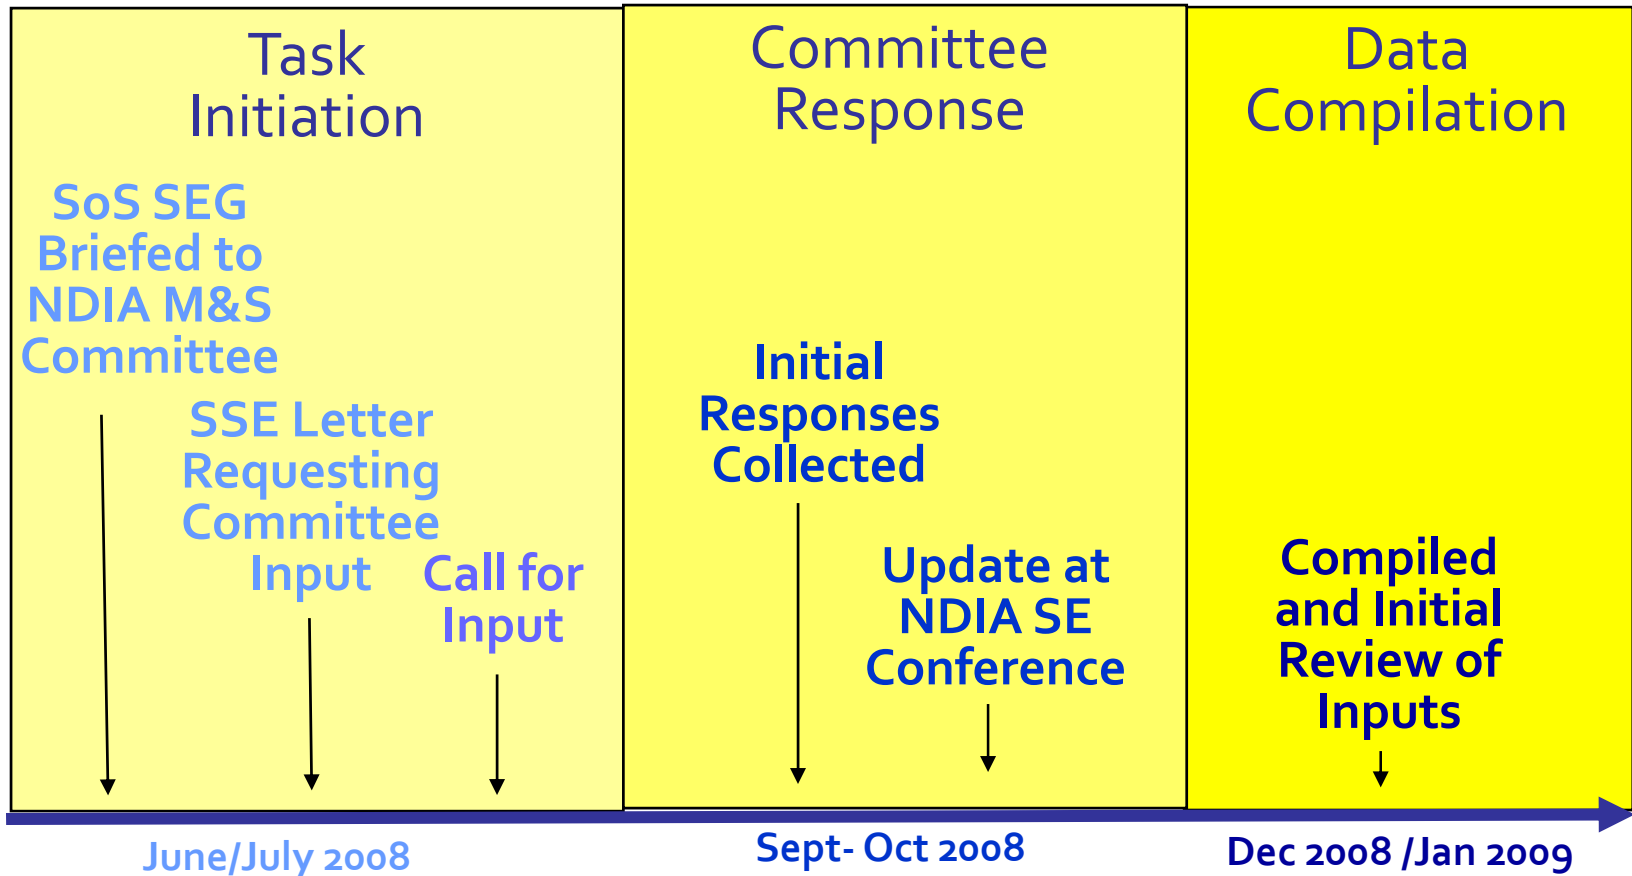 Task
Initiation
SoS SEG
Briefed to
NDIA M&S
Committee
SSE Letter
Requesting
Committee
Input
Call for
Input
Committee
Response
Initial
Responses
Collected
Update at
NDIA SE
Conference
Data
Compilation
Compiled
and Initial
Review of
Inputs
June/July 2008
Sept- Oct 2008
Dec 2008 /Jan 2009